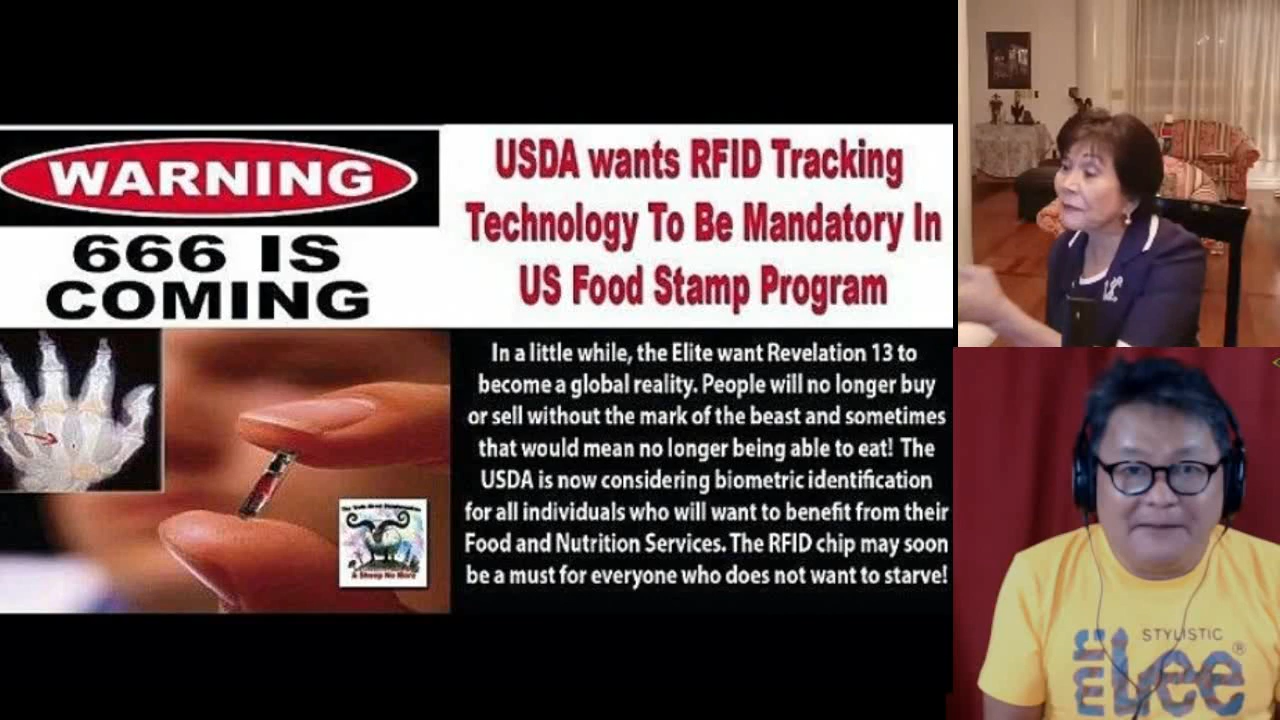 WARNING
666 IS
COMING
USDA wants RFID Tracking
Technology To Be Mandatory In
US Food Stamp Program
In a little while, the Elite want Revelation 13 to
become a global reality. People will no longer buy
or sell without the mark of the beast and sometimes
that would mean no longer being able to eat! The
USDA is now considering biometric identification
for all individuals who will want to benefit from their
Food and Nutrition Services. The RFID chip may soon
be a must for everyone who does not want to starve!
A Sheep No More
STYLISTIC
Lee®